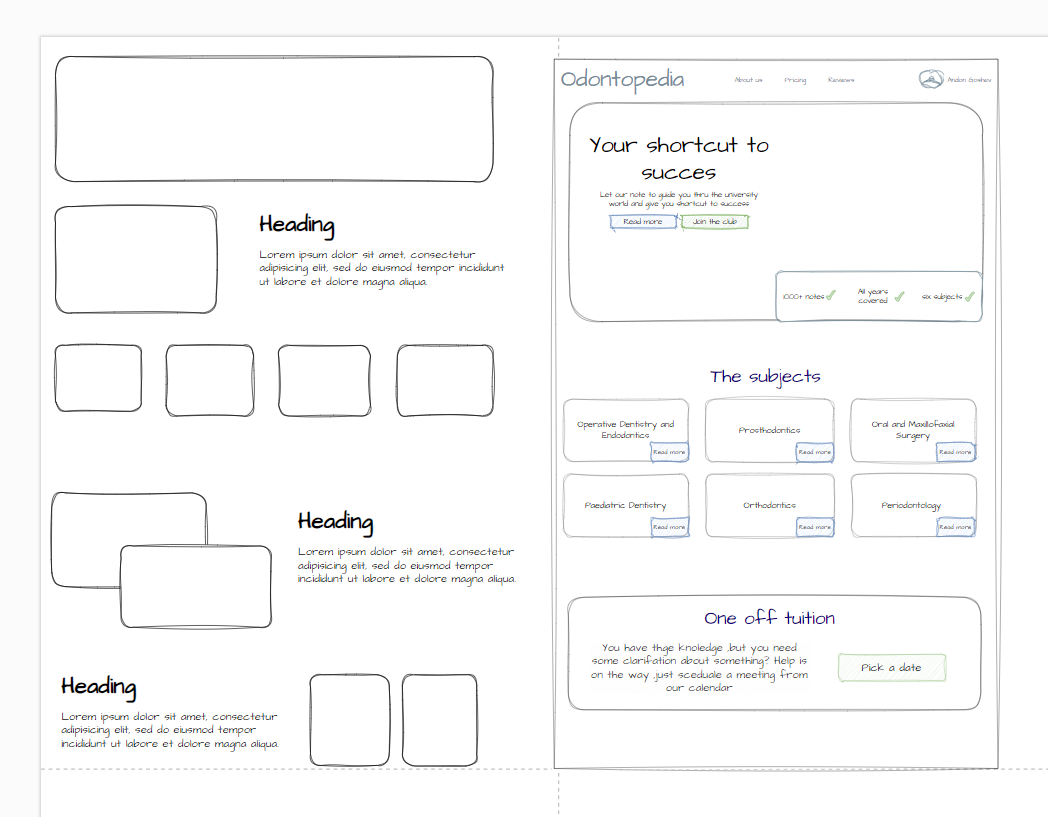 Heading
Lorem ipsum dolor sit amet, consectetur
adipisicing elit, sed do eiusmod tempor incididunt
ut labore et dolore magna aliqua.
Heading
Lorem ipsum dolor sit amet, consectetur
adipisicing elit, sed do eiusmod tempor
incididunt ut labore et dolore magna aliqua.
Heading
Lorem ipsum dolor sit amet, consectetur
adipisicing elit, sed do eiusmod tempor
incididunt ut labore et dolore magna aliqua.
Odontopedia
About us
Pricing
Reviews
Andon Goshev
Your shortcut to
succes
Let our note to guide you thru the university
world and give you shortcut to success
Read more
Join the club
1000+ notes
All years
covered
six subjects
The subjects
Operative Dentistry and
Endodontics
Read more
Prosthodontics
Read more
Oral and Maxillofaxial
Surgery
Read more
Paediatric Dentistry
Read more
Orthodontics
Read more
Periodontology
Read more
One off tuition
You have thge knoledge ,but you need
some clarifation about something? Help is
on the way ,just sceduale a meeting from
our calendar
Pick a date